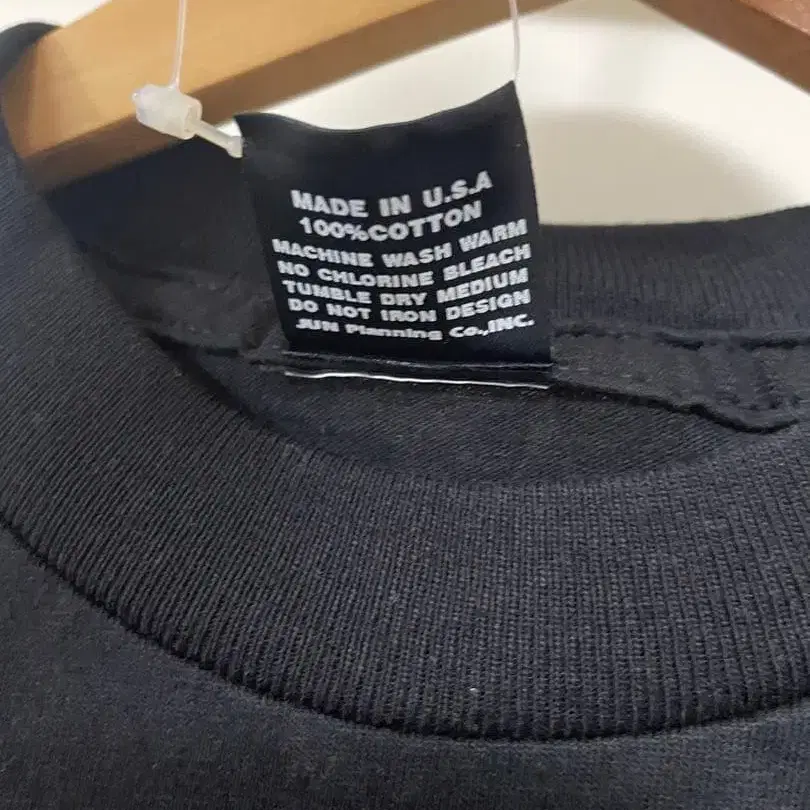 MADE IN U.S.A
100%COTTON
MACHINE WASH WARM
NO CHLORINE BLEACH
TUMBLE DRY MEDIUM
DO NOT IRON DESIGN
JUN Planning Co.,INC.